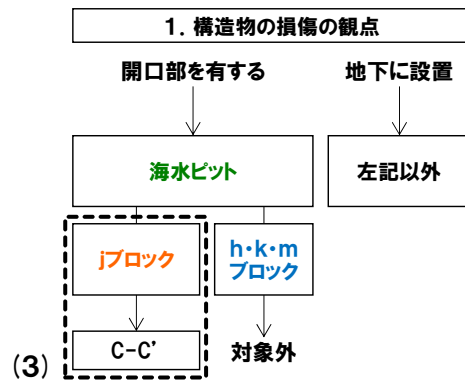 1. 構造物の損傷の観点
開口部を有する
地下に設置
海水ピット
左記以外
jブロック
h・k・m
ブロック
(3)
C-C'
対象外